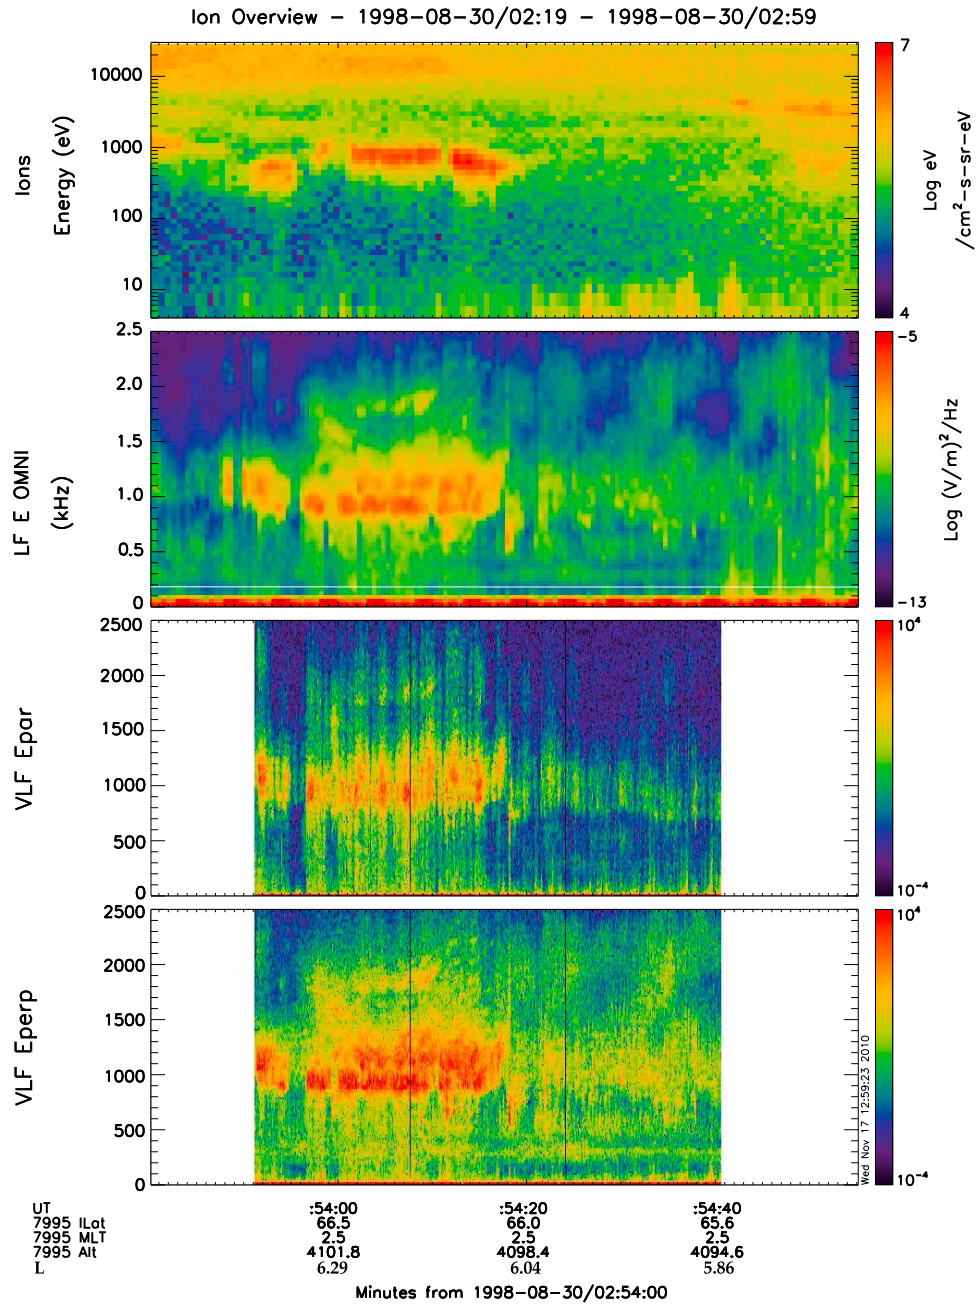 Ion Overview - 1998-08-30/02:19 - 1998-08-30/02:59
Ions
Energy (eV)
10000
1000
100
10
7
4
Log eV
/cm²-s-sr-eV
LF E OMNI
(kHz)
2.5
2.0
1.5
1.0
0.5
0
-5
-13
Log (V/m)²/Hz
VLF Epar
2500
2000
1500
1000
500
0
10⁴
10⁻⁴
VLF Eperp
2500
2000
1500
1000
500
0
10⁴
10⁻⁴
Wed Nov 17 12:59:23 2010
UT :54:00 :54:20 :54:40
7995 ILat 66.5 66.0 65.6
7995 MLT 2.5 2.5 2.5
7995 Alt 4101.8 4098.4 4094.6
L 6.29 6.04 5.86
Minutes from 1998-08-30/02:54:00